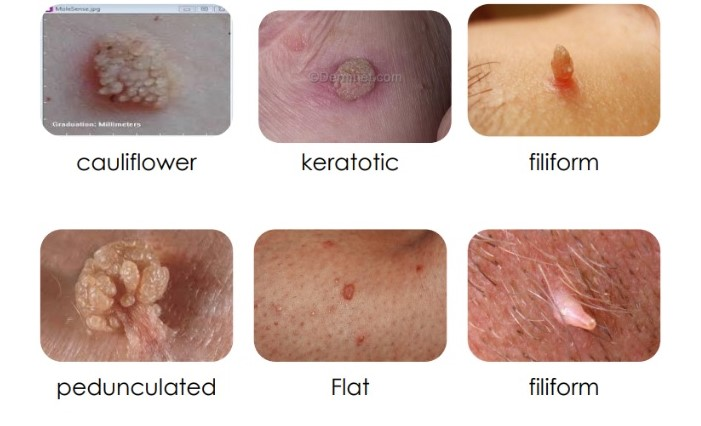 MoleSense.jpg
Graduation: Millimeters
©Dermnet.com
cauliflower
keratotic
filiform
pedunculated
Flat
filiform